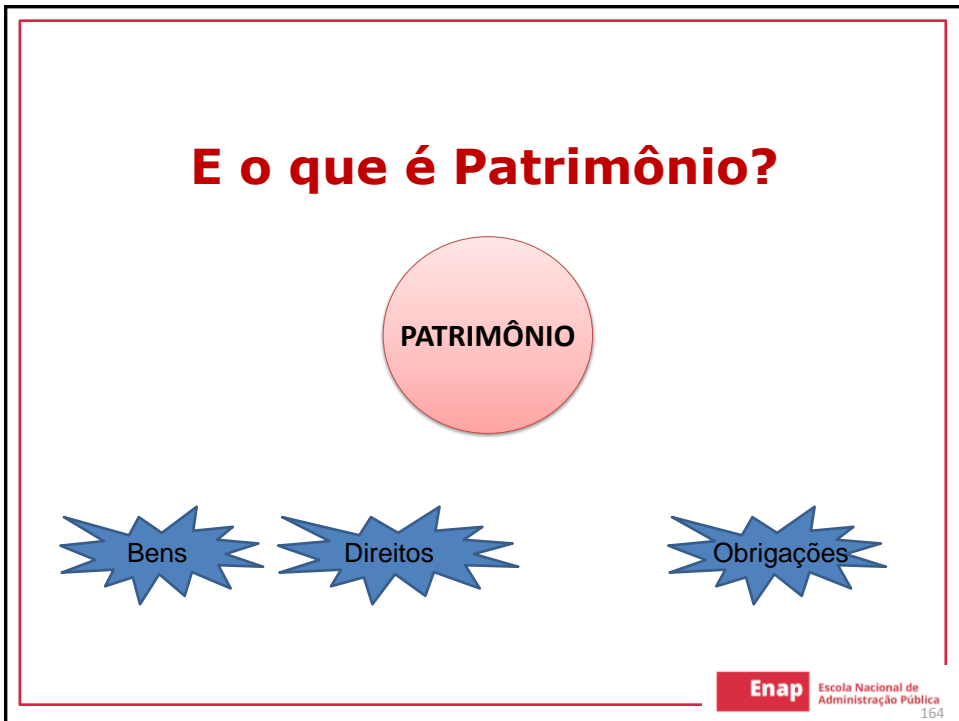 E o que é Patrimônio?
PATRIMÔNIO
Bens Direitos Obrigações
Enap Escola Nacional de
Administração Pública
164